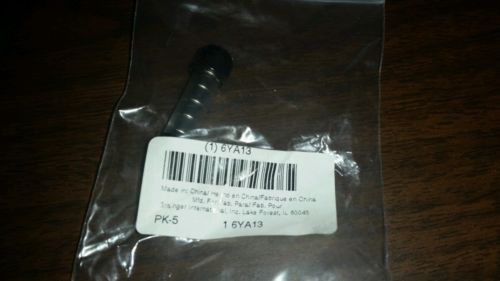 (1) 6YA13
Made in: China/ Hecho en China/Fabrique en China
Mfd. For/ Fab. Para/ Fab. Pour
Grainger International, Inc. Lake Forest, IL 60045
PK-5 1 6YA13